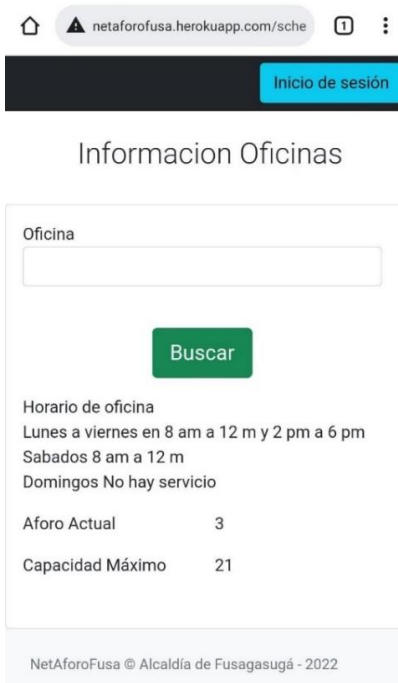 netaforofusa.herokuapp.com/sche
1
Inicio de sesión
Informacion Oficinas
Oficina
Buscar
Horario de oficina
Lunes a viernes en 8 am a 12 m y 2 pm a 6 pm
Sabados 8 am a 12 m
Domingos No hay servicio
Aforo Actual 3
Capacidad Máximo 21
NetAforoFusa © Alcaldía de Fusagasugá - 2022